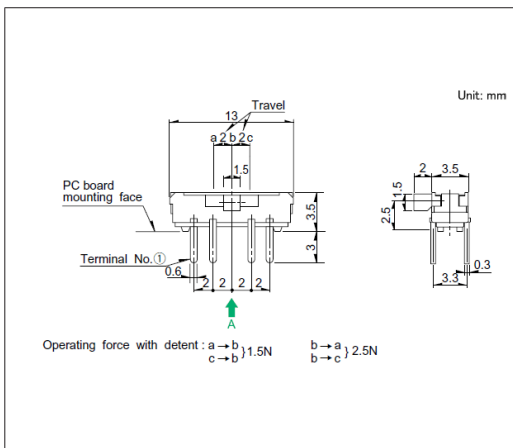 Unit: mm
Travel
13
a 2 b 2 c
1.5
PC board
mounting face
3.5
3
Terminal No.①
0.6
2 2 2 2
A
2 3.5
1.5
2.5
0.3
3.3
Operating force with detent : a → b
c → b } 1.5N
b → a
b → c } 2.5N